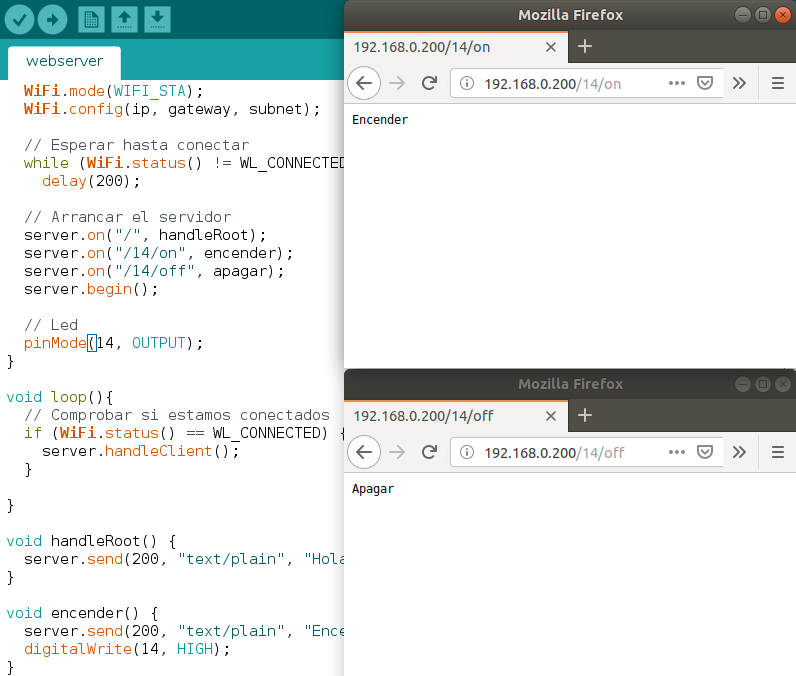 webserver
WiFi.mode(WIFI_STA);
WiFi.config(ip, gateway, subnet);
// Esperar hasta conectar
while (WiFi.status() != WL_CONNECTED
delay(200);
// Arrancar el servidor
server.on("/", handleRoot);
server.on("/14/on", encender);
server.on("/14/off", apagar);
server.begin();
// Led
pinMode(14, OUTPUT);
}
void loop(){
// Comprobar si estamos conectados
if (WiFi.status() == WL_CONNECTED) {
server.handleClient();
}
}
void handleRoot() {
server.send(200, "text/plain", "Hola
}
void encender() {
server.send(200, "text/plain", "Ence
digitalWrite(14, HIGH);
}
Mozilla Firefox
192.168.0.200/14/on
192.168.0.200/14/on
Encender
Mozilla Firefox
192.168.0.200/14/off
192.168.0.200/14/off
Apagar